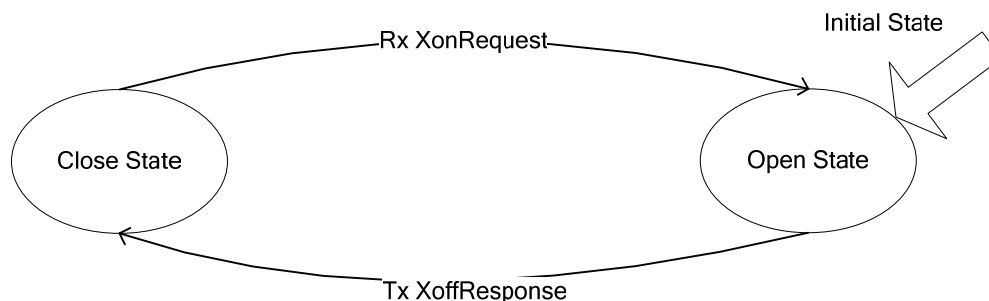 Initial State
Rx XonRequest
Close State
Open State
Tx XoffResponse